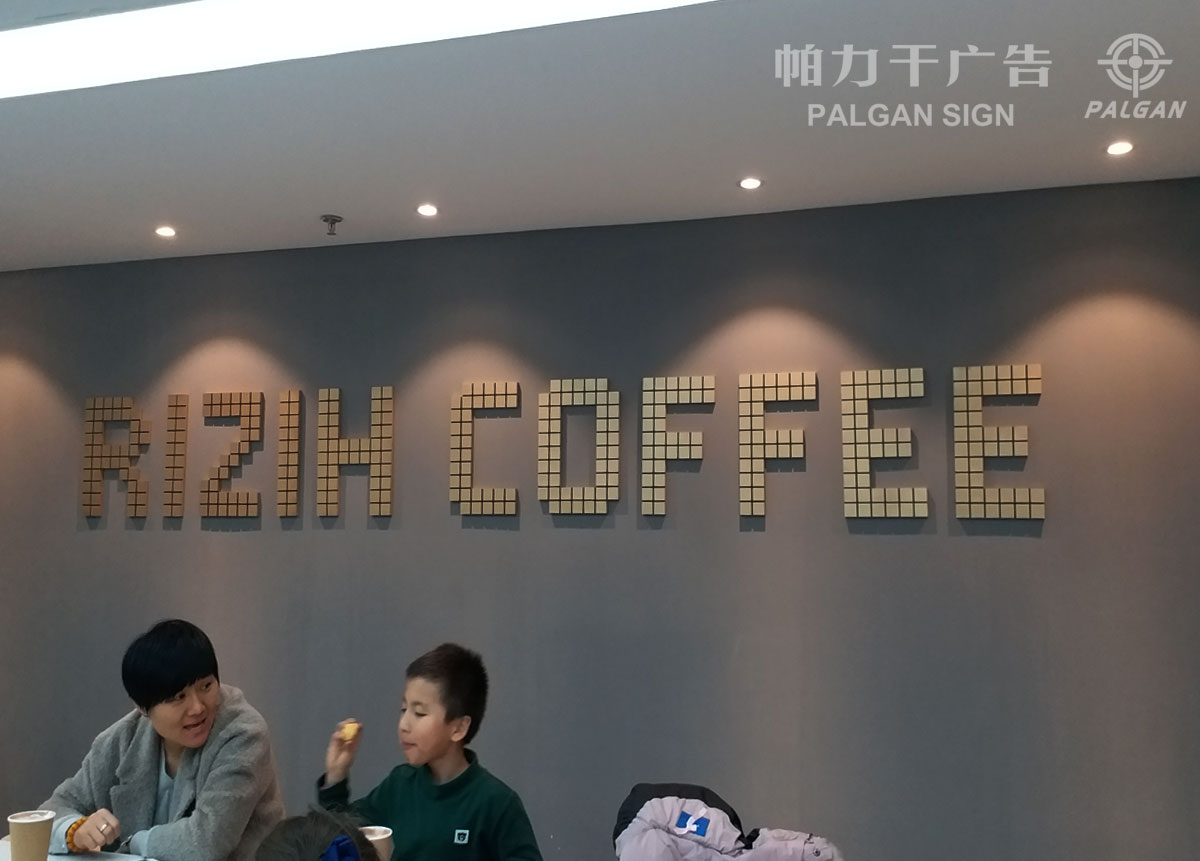 帕力干广告
PALGAN SIGN
PALGAN
RIZIH COFFEE